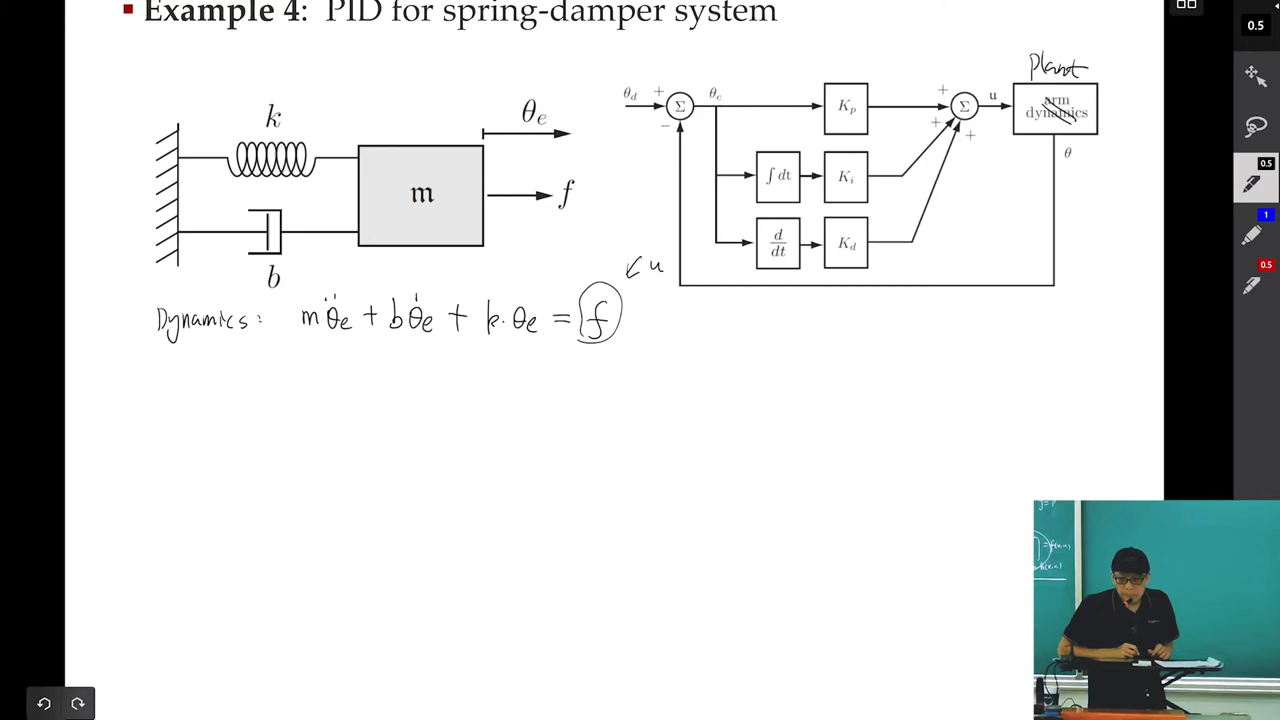 ▪ Example 4: PID for spring-damper system
0.5
Plant
k
θe
f
m
b
θd
+
−
Σ
θe
Kp
∫dt
Ki
d/dt
Kd
+
+
+
Σ
u
arm
dynamics
θ
u
Dynamics: mθ̈e + bθ̇e + k·θe = f
0.5
1
0.5